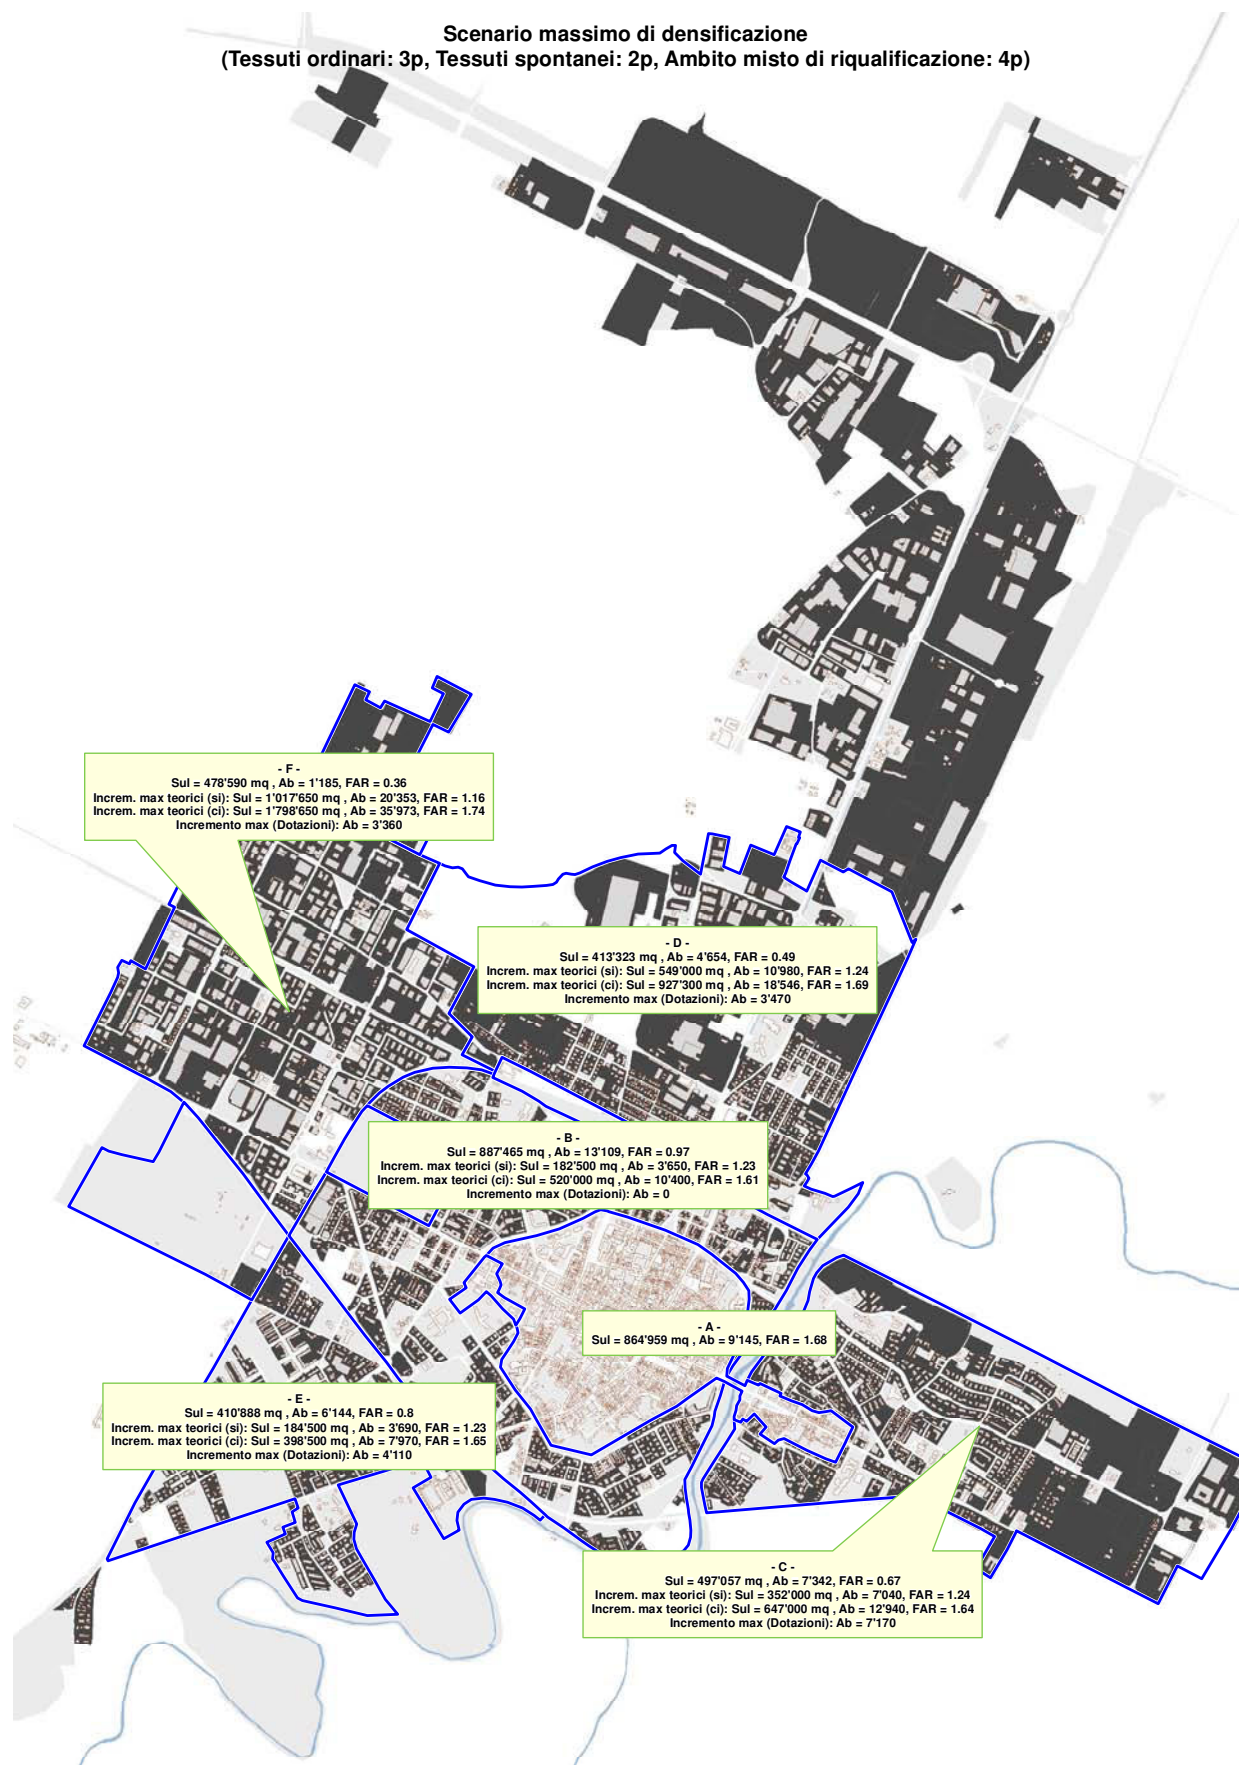 Scenario massimo di densificazione
(Tessuti ordinari: 3p, Tessuti spontanei: 2p, Ambito misto di riqualificazione: 4p)
- F -
Sul = 478'590 mq , Ab = 1'185, FAR = 0.36
Increm. max teorici (si): Sul = 1'017'650 mq , Ab = 20'353, FAR = 1.16
Increm. max teorici (ci): Sul = 1'798'650 mq , Ab = 35'973, FAR = 1.74
Incremento max (Dotazioni): Ab = 3'360
- D -
Sul = 413'323 mq , Ab = 4'654, FAR = 0.49
Increm. max teorici (si): Sul = 549'000 mq , Ab = 10'980, FAR = 1.24
Increm. max teorici (ci): Sul = 927'300 mq , Ab = 18'546, FAR = 1.69
Incremento max (Dotazioni): Ab = 3'470
- B -
Sul = 887'465 mq , Ab = 13'109, FAR = 0.97
Increm. max teorici (si): Sul = 182'500 mq , Ab = 3'650, FAR = 1.23
Increm. max teorici (ci): Sul = 520'000 mq , Ab = 10'400, FAR = 1.61
Incremento max (Dotazioni): Ab = 0
- A -
Sul = 864'959 mq , Ab = 9'145, FAR = 1.68
- E -
Sul = 410'888 mq , Ab = 6'144, FAR = 0.8
Increm. max teorici (si): Sul = 184'500 mq , Ab = 3'690, FAR = 1.23
Increm. max teorici (ci): Sul = 398'500 mq , Ab = 7'970, FAR = 1.65
Incremento max (Dotazioni): Ab = 4'110
- C -
Sul = 497'057 mq , Ab = 7'342, FAR = 0.67
Increm. max teorici (si): Sul = 352'000 mq , Ab = 7'040, FAR = 1.24
Increm. max teorici (ci): Sul = 647'000 mq , Ab = 12'940, FAR = 1.64
Incremento max (Dotazioni): Ab = 7'170